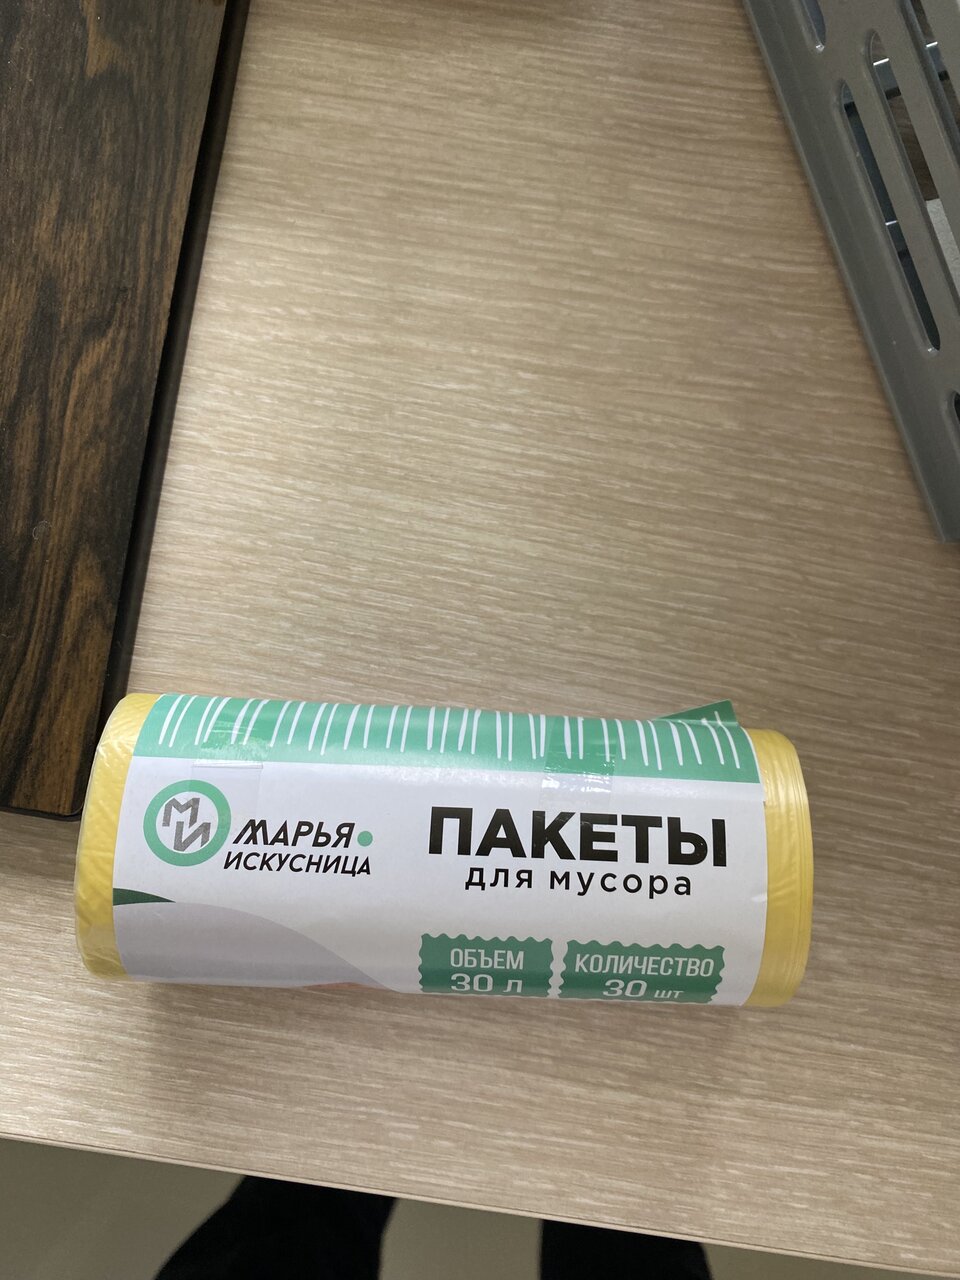 МИ
МАРЬЯ
ИСКУСНИЦА
ПАКЕТЫ
для мусора
ОБЪЕМ
30 л
КОЛИЧЕСТВО
30 шт